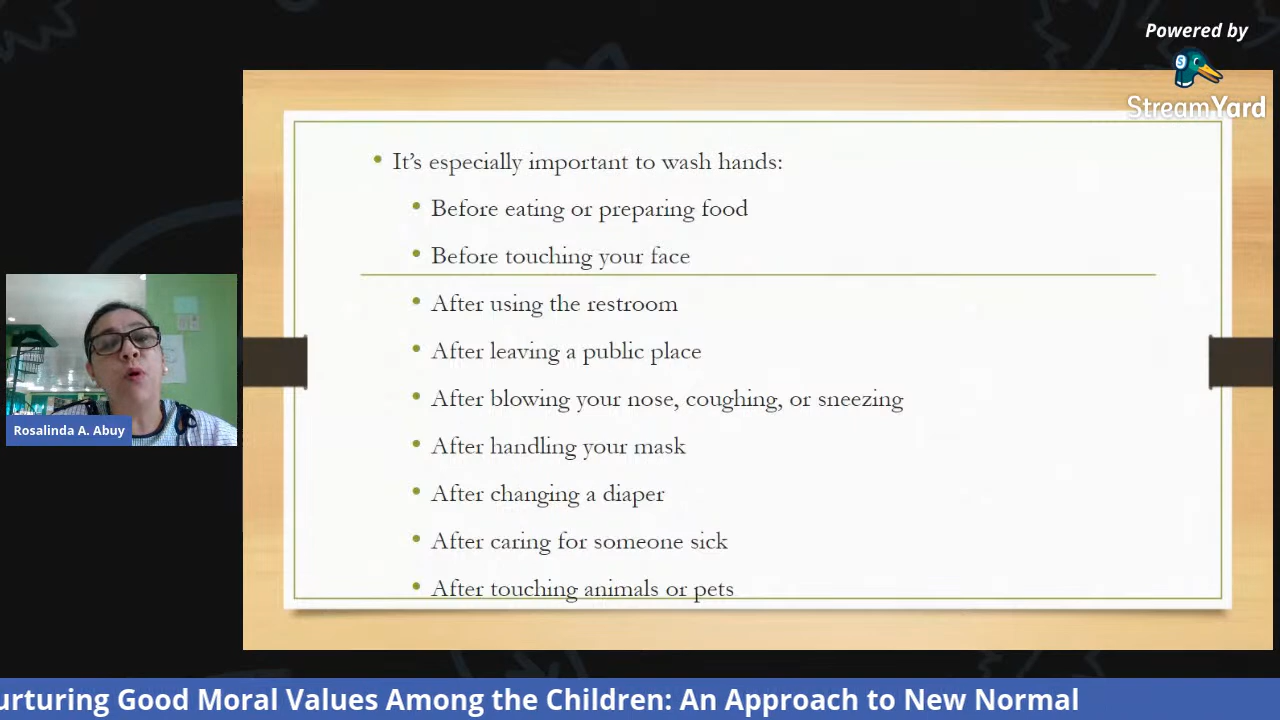 Powered by
StreamYard
It’s especially important to wash hands:
Before eating or preparing food
Before touching your face
After using the restroom
After leaving a public place
After blowing your nose, coughing, or sneezing
After handling your mask
After changing a diaper
After caring for someone sick
After touching animals or pets
Rosalinda A. Abuy
urturing Good Moral Values Among the Children: An Approach to New Normal